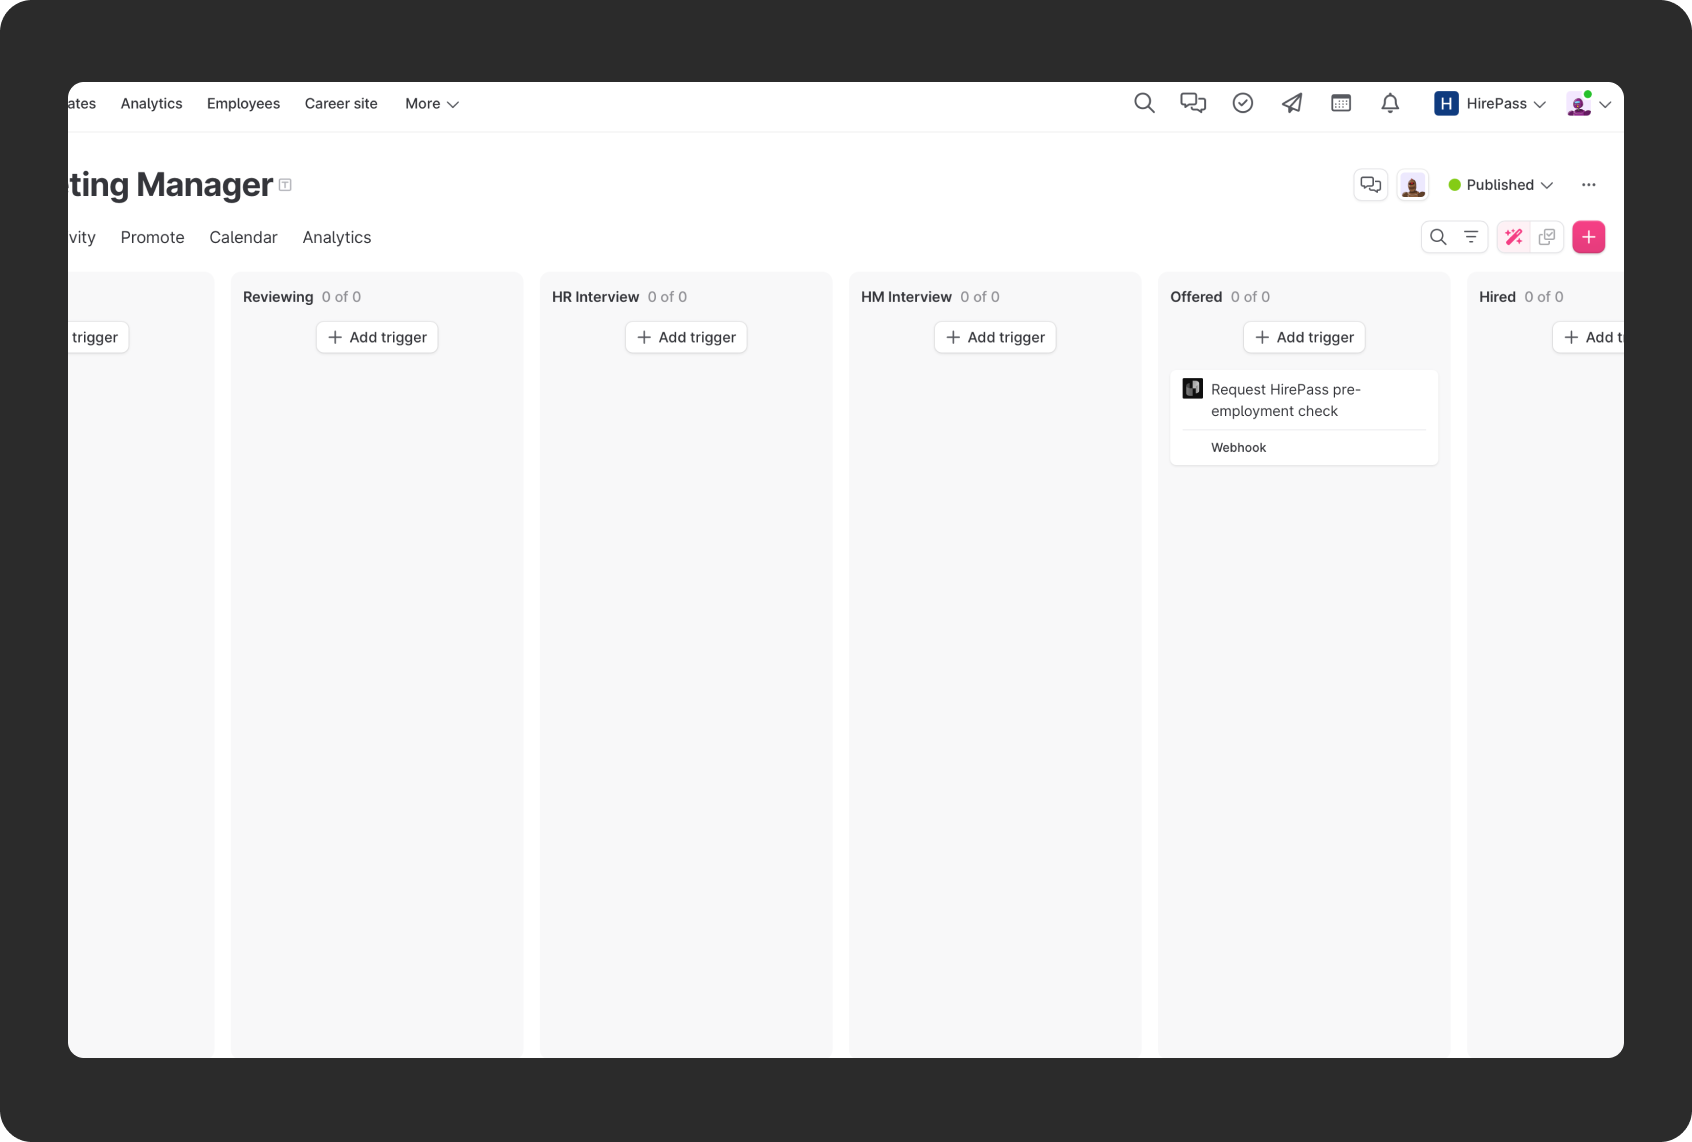 ates Analytics Employees Career site More H HirePass
ting Manager T Published
vity Promote Calendar Analytics
Reviewing 0 of 0 HR Interview 0 of 0 HM Interview 0 of 0 Offered 0 of 0 Hired 0 of 0
trigger Add trigger Add trigger Add trigger Add trigger Add t
Request HirePass pre-
employment check
Webhook